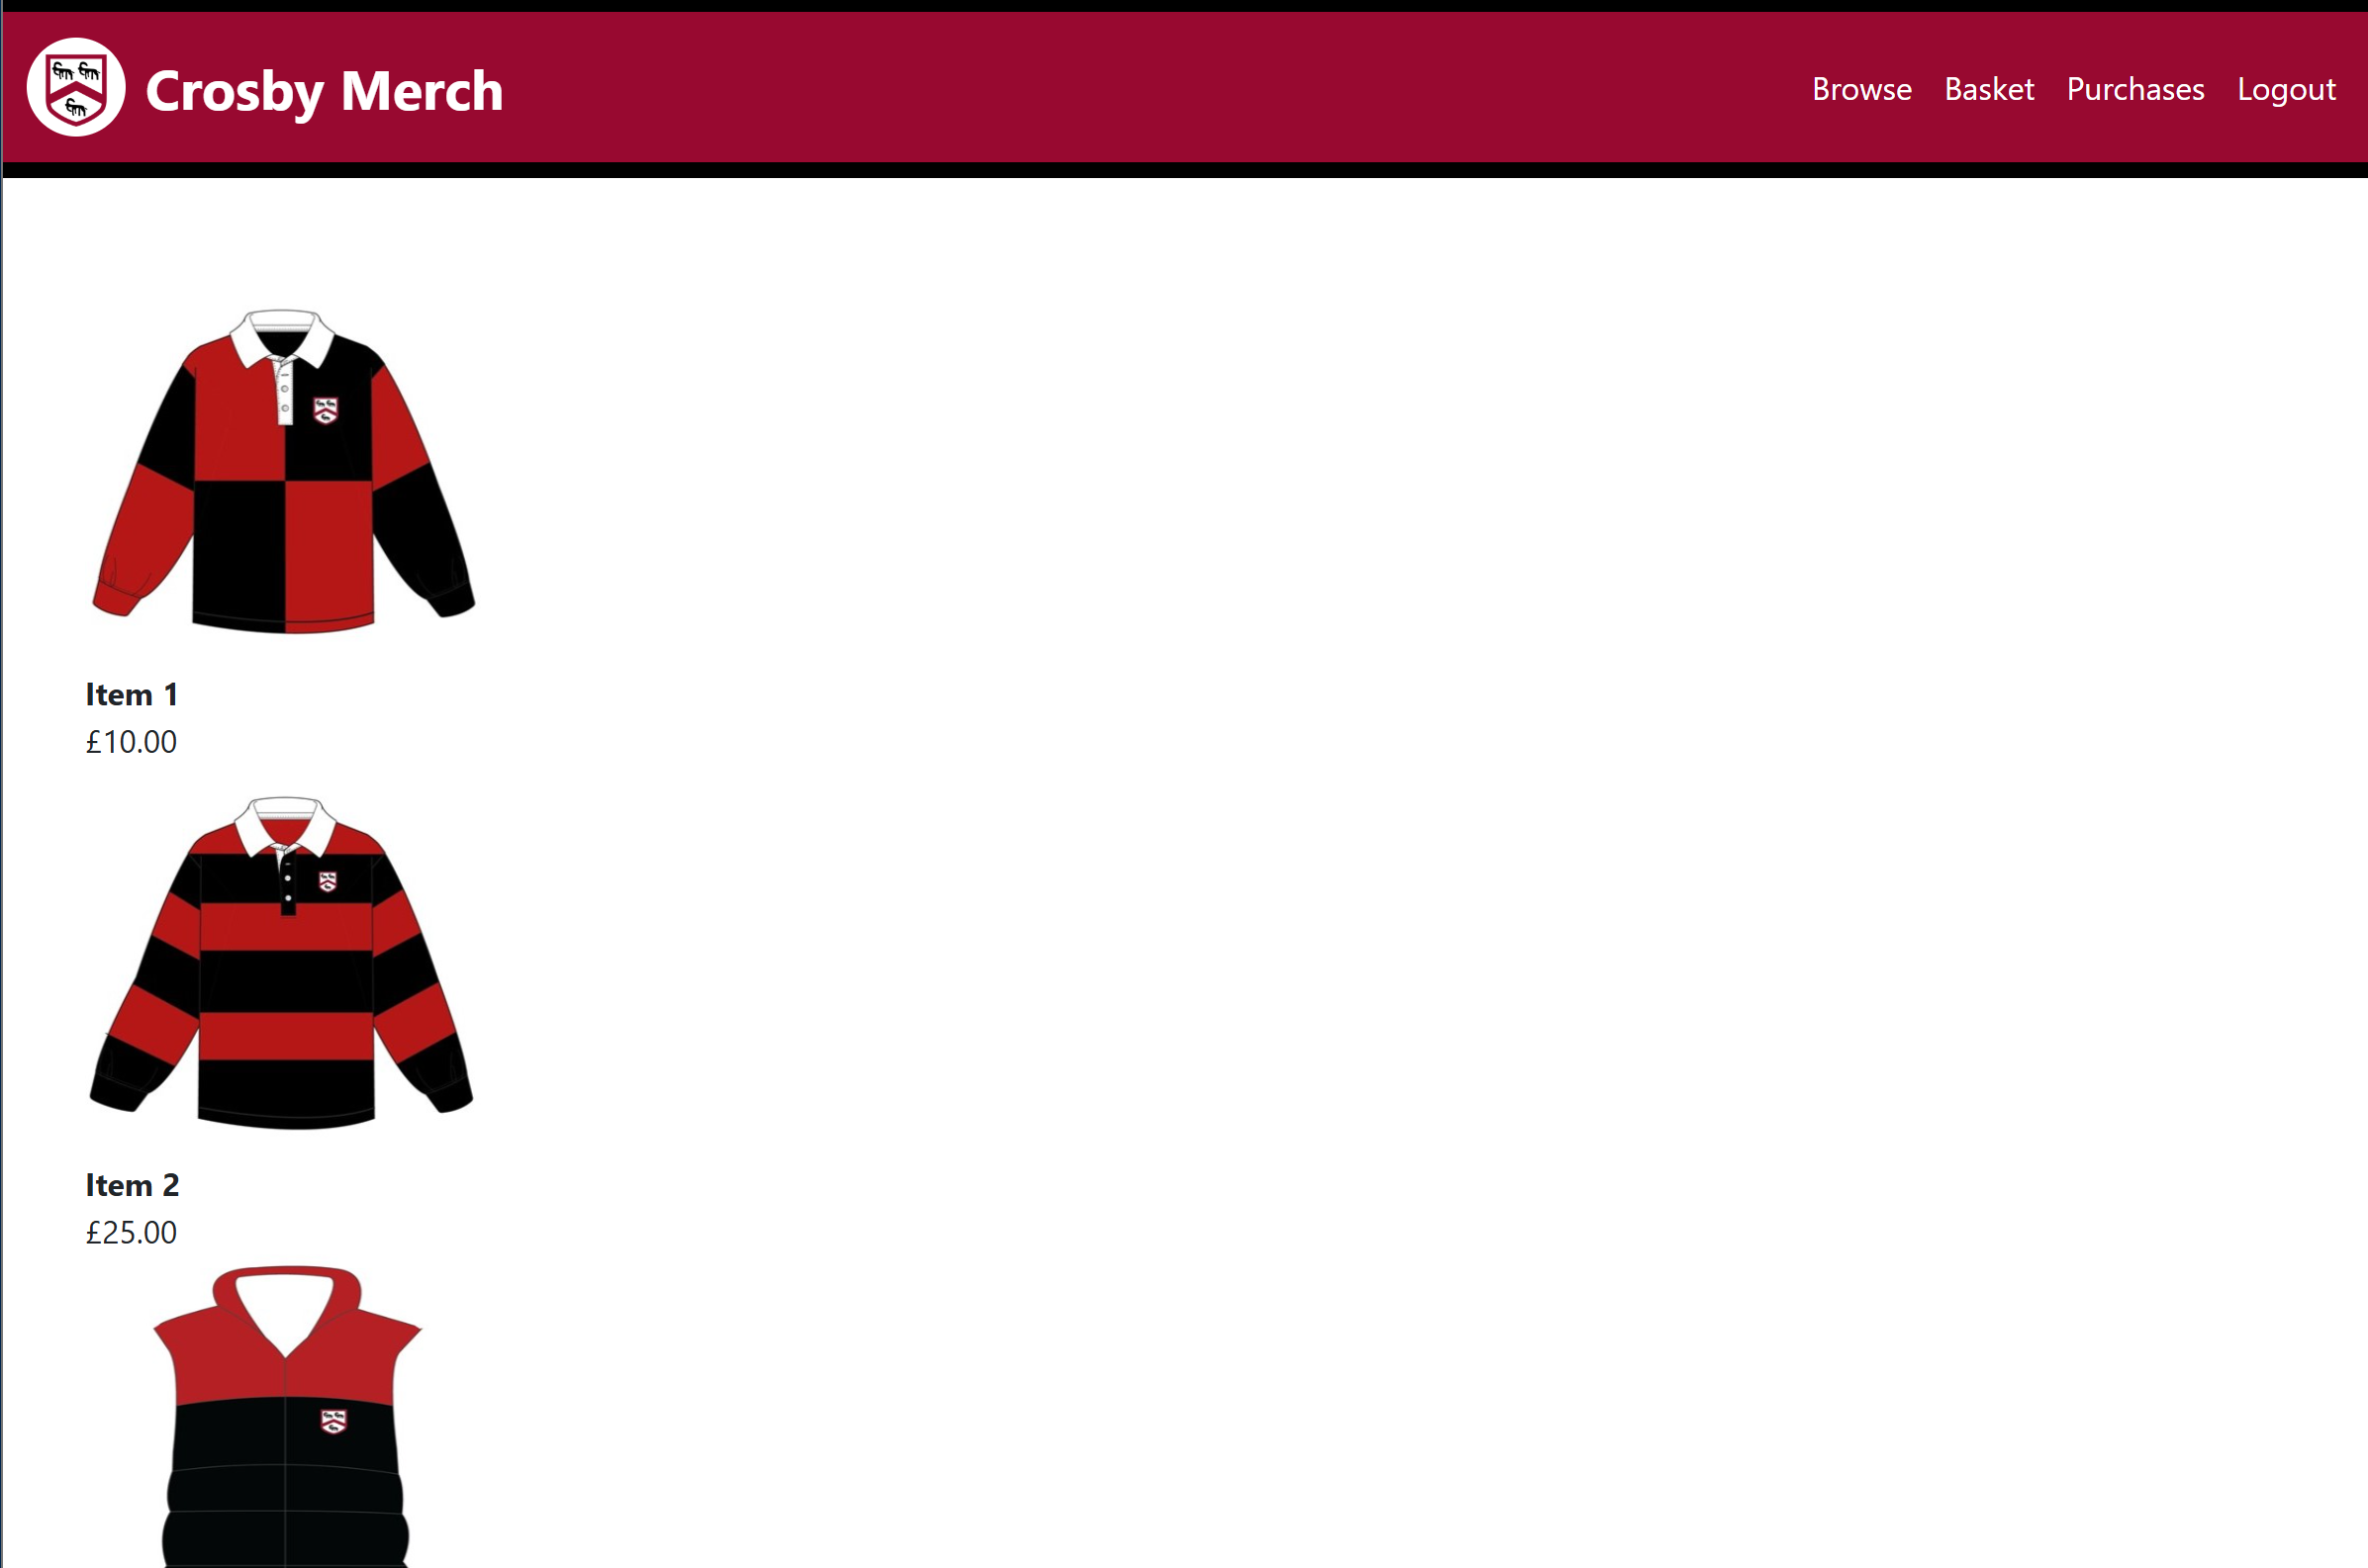 Crosby Merch
Browse Basket Purchases Logout
Item 1
£10.00
Item 2
£25.00